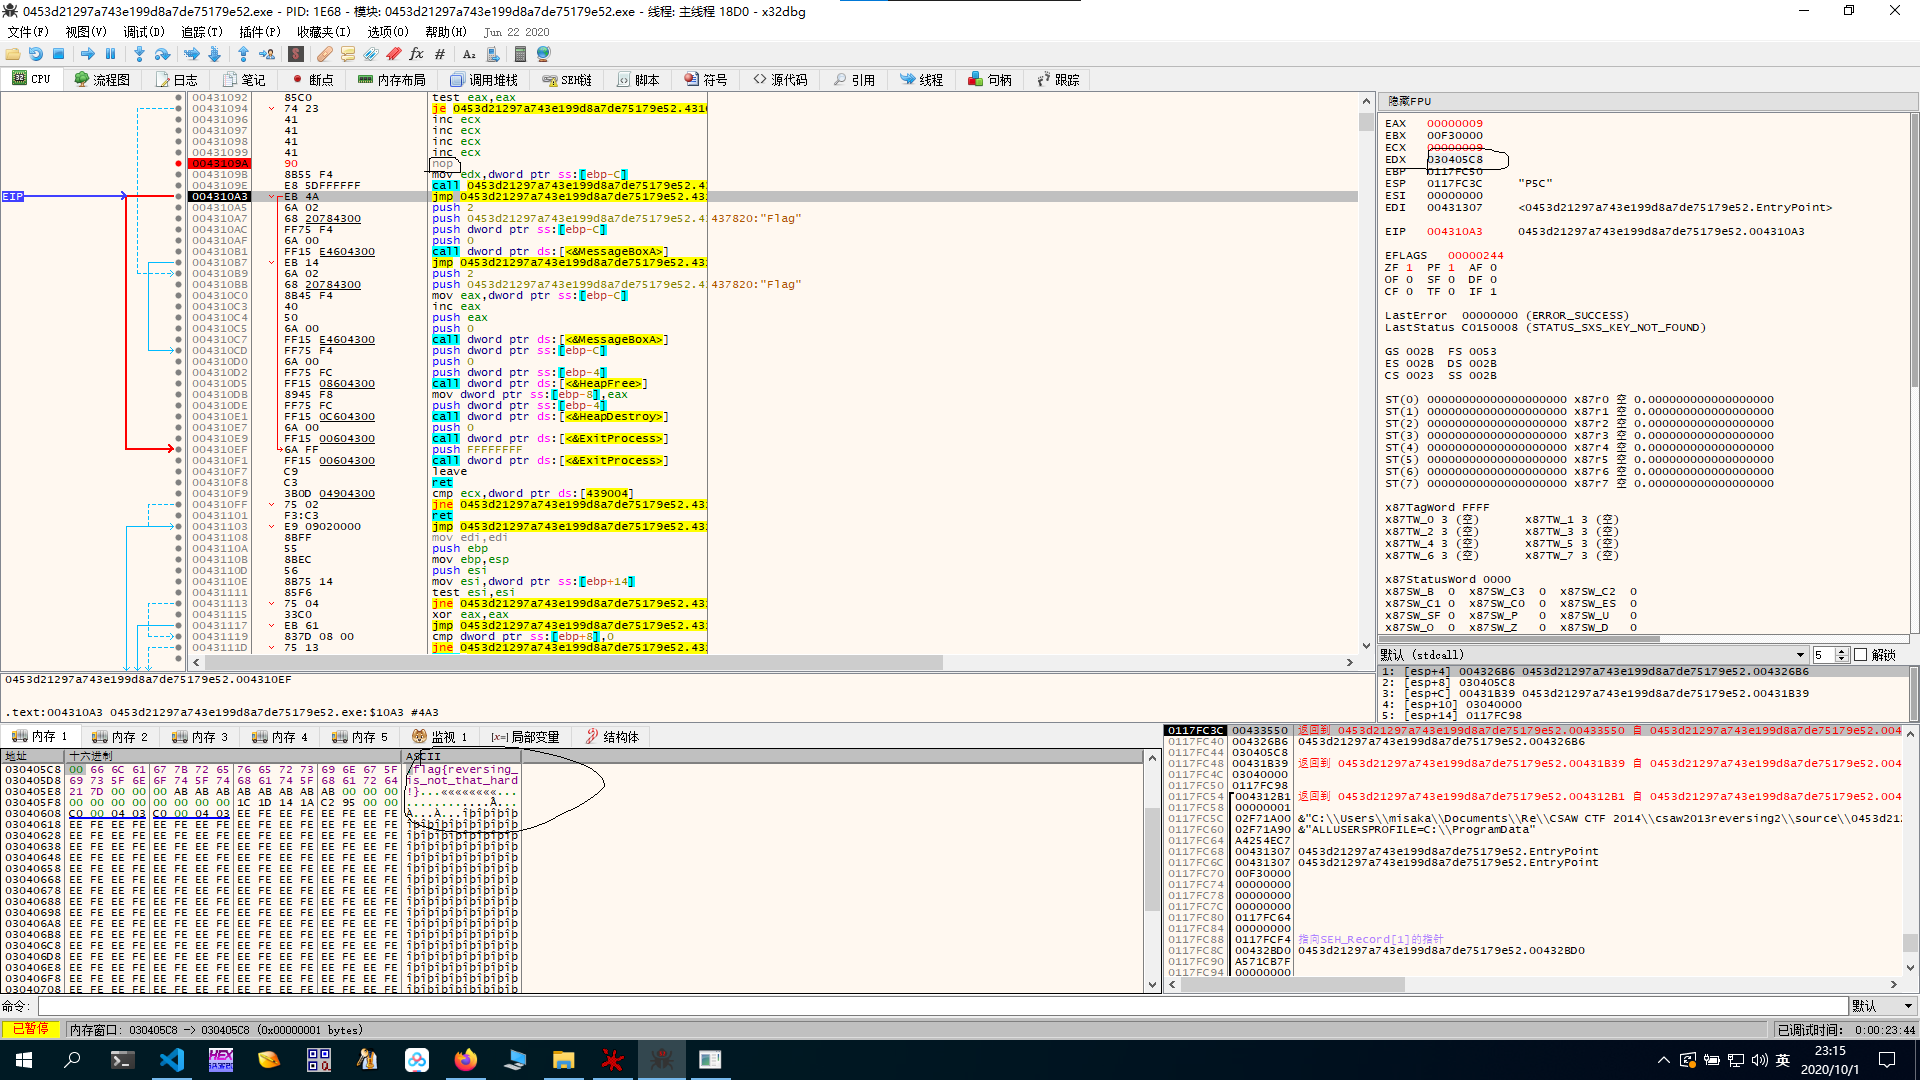 0453d21297a743e199d8a7de75179e52.exe - PID: 1E68 - 模块: 0453d21297a743e199d8a7de75179e52.exe - 线程: 主线程 18D0 - x32dbg
文件(F) 视图(V) 调试(D) 追踪(T) 插件(P) 收藏夹(I) 选项(O) 帮助(H) Jun 22 2020
CPU 流程图 日志 笔记 断点 内存布局 调用堆栈 SEH链 脚本 符号 源代码 引用 线程 句柄 跟踪
00431092 85C0 test eax,eax
00431094 74 23 je 0453d21297a743e199d8a7de75179e52.4310
00431096 41 inc ecx
00431097 41 inc ecx
00431098 41 inc ecx
00431099 41 inc ecx
0043109A 90 nop
0043109B 8B55 F4 mov edx,dword ptr ss:[ebp-C]
0043109E E8 5DFFFFFF call 0453d21297a743e199d8a7de75179e52.43
EIP 004310A3 EB 4A jmp 0453d21297a743e199d8a7de75179e52.43
004310A5 6A 02 push 2
004310A7 68 20784300 push 0453d21297a743e199d8a7de75179e52.437820:"Flag"
004310AC FF75 F4 push dword ptr ss:[ebp-C]
004310AF 6A 00 push 0
004310B1 FF15 E4604300 call dword ptr ds:[<&MessageBoxA>]
004310B7 EB 14 jmp 0453d21297a743e199d8a7de75179e52.43
004310B9 6A 02 push 2
004310BB 68 20784300 push 0453d21297a743e199d8a7de75179e52.437820:"Flag"
004310C0 8B45 F4 mov eax,dword ptr ss:[ebp-C]
004310C3 40 inc eax
004310C4 50 push eax
004310C5 6A 00 push 0
004310C7 FF15 E4604300 call dword ptr ds:[<&MessageBoxA>]
004310CD FF75 F4 push dword ptr ss:[ebp-C]
004310D0 6A 00 push 0
004310D2 FF75 FC push dword ptr ss:[ebp-4]
004310D5 FF15 08604300 call dword ptr ds:[<&HeapFree>]
004310DB 8945 F8 mov dword ptr ss:[ebp-8],eax
004310DE FF75 FC push dword ptr ss:[ebp-4]
004310E1 FF15 0C604300 call dword ptr ds:[<&HeapDestroy>]
004310E7 6A 00 push 0
004310E9 FF15 00604300 call dword ptr ds:[<&ExitProcess>]
004310EF 6A FF push FFFFFFFF
004310F1 FF15 00604300 call dword ptr ds:[<&ExitProcess>]
004310F7 C9 leave
004310F8 C3 ret
004310F9 3B0D 04904300 cmp ecx,dword ptr ds:[439004]
004310FF 75 02 jne 0453d21297a743e199d8a7de75179e52.43
00431101 F3:C3 ret
00431103 E9 09020000 jmp 0453d21297a743e199d8a7de75179e52.43
00431108 8BFF mov edi,edi
0043110A 55 push ebp
0043110B 8BEC mov ebp,esp
0043110D 56 push esi
0043110E 8B75 14 mov esi,dword ptr ss:[ebp+14]
00431111 85F6 test esi,esi
00431113 75 04 jne 0453d21297a743e199d8a7de75179e52.43
00431115 33C0 xor eax,eax
00431117 EB 61 jmp 0453d21297a743e199d8a7de75179e52.43
00431119 837D 08 00 cmp dword ptr ss:[ebp+8],0
0043111D 75 13 jne 0453d21297a743e199d8a7de75179e52.43
隐藏FPU
EAX 00000009
EBX 00F30000
ECX 00000009
EDX 030405C8
EBP 0117FC50
ESP 0117FC3C "P5C"
ESI 00000000
EDI 00431307 <0453d21297a743e199d8a7de75179e52.EntryPoint>
EIP 004310A3 0453d21297a743e199d8a7de75179e52.004310A3
EFLAGS 00000244
ZF 1 PF 1 AF 0
OF 0 SF 0 DF 0
CF 0 TF 0 IF 1
LastError 00000000 (ERROR_SUCCESS)
LastStatus C0150008 (STATUS_SXS_KEY_NOT_FOUND)
GS 002B FS 0053
ES 002B DS 002B
CS 0023 SS 002B
ST(0) 00000000000000000000 x87r0 空 0.000000000000000000
ST(1) 00000000000000000000 x87r1 空 0.000000000000000000
ST(2) 00000000000000000000 x87r2 空 0.000000000000000000
ST(3) 00000000000000000000 x87r3 空 0.000000000000000000
ST(4) 00000000000000000000 x87r4 空 0.000000000000000000
ST(5) 00000000000000000000 x87r5 空 0.000000000000000000
ST(6) 00000000000000000000 x87r6 空 0.000000000000000000
ST(7) 00000000000000000000 x87r7 空 0.000000000000000000
x87TagWord FFFF
x87TW_0 3 (空) x87TW_1 3 (空)
x87TW_2 3 (空) x87TW_3 3 (空)
x87TW_4 3 (空) x87TW_5 3 (空)
x87TW_6 3 (空) x87TW_7 3 (空)
x87StatusWord 0000
x87SW_B 0 x87SW_C3 0 x87SW_C2 0
x87SW_C1 0 x87SW_C0 0 x87SW_ES 0
x87SW_SF 0 x87SW_P 0 x87SW_U 0
x87SW_O 0 x87SW_Z 0 x87SW_D 0
默认 (stdcall) 5 解锁
1: [esp+4] 004326B6 0453d21297a743e199d8a7de75179e52.004326B6
2: [esp+8] 030405C8
3: [esp+C] 00431B39 0453d21297a743e199d8a7de75179e52.00431B39
4: [esp+10] 03040000
5: [esp+14] 0117FC98
0453d21297a743e199d8a7de75179e52.004310EF
.text:004310A3 0453d21297a743e199d8a7de75179e52.exe:$10A3 #4A3
内存 1 内存 2 内存 3 内存 4 内存 5 监视 1 局部变量 结构体
地址 十六进制 ASCII
030405C8 00 66 6C 61 67 7B 72 65 76 65 72 73 69 6E 67 5F .flag{reversing_
030405D8 69 73 5F 6E 6F 74 5F 74 68 61 74 5F 68 61 72 64 is_not_that_hard
030405E8 21 7D 00 00 00 AB AB AB AB AB AB AB AB 00 00 00 !}...««««««««...
030405F8 00 00 00 00 00 00 00 00 1C 1D 14 1A C2 95 00 00 ............Â...
03040608 C0 00 04 03 C0 00 04 03 EE FE EE FE EE FE EE FE À...À...îþîþîþîþ
03040618 EE FE EE FE EE FE EE FE EE FE EE FE EE FE EE FE îþîþîþîþîþîþîþîþ
03040628 EE FE EE FE EE FE EE FE EE FE EE FE EE FE EE FE îþîþîþîþîþîþîþîþ
03040638 EE FE EE FE EE FE EE FE EE FE EE FE EE FE EE FE îþîþîþîþîþîþîþîþ
03040648 EE FE EE FE EE FE EE FE EE FE EE FE EE FE EE FE îþîþîþîþîþîþîþîþ
03040658 EE FE EE FE EE FE EE FE EE FE EE FE EE FE EE FE îþîþîþîþîþîþîþîþ
03040668 EE FE EE FE EE FE EE FE EE FE EE FE EE FE EE FE îþîþîþîþîþîþîþîþ
03040678 EE FE EE FE EE FE EE FE EE FE EE FE EE FE EE FE îþîþîþîþîþîþîþîþ
03040688 EE FE EE FE EE FE EE FE EE FE EE FE EE FE EE FE îþîþîþîþîþîþîþîþ
03040698 EE FE EE FE EE FE EE FE EE FE EE FE EE FE EE FE îþîþîþîþîþîþîþîþ
030406A8 EE FE EE FE EE FE EE FE EE FE EE FE EE FE EE FE îþîþîþîþîþîþîþîþ
030406B8 EE FE EE FE EE FE EE FE EE FE EE FE EE FE EE FE îþîþîþîþîþîþîþîþ
030406C8 EE FE EE FE EE FE EE FE EE FE EE FE EE FE EE FE îþîþîþîþîþîþîþîþ
030406D8 EE FE EE FE EE FE EE FE EE FE EE FE EE FE EE FE îþîþîþîþîþîþîþîþ
030406E8 EE FE EE FE EE FE EE FE EE FE EE FE EE FE EE FE îþîþîþîþîþîþîþîþ
030406F8 EE FE EE FE EE FE EE FE EE FE EE FE EE FE EE FE îþîþîþîþîþîþîþîþ
03040708 EE FE EE FE EE FE EE FE EE FE EE FE EE FE EE FE îþîþîþîþîþîþîþîþ
0117FC3C 00433550 返回到 0453d21297a743e199d8a7de75179e52.00433550 自 0453d21297a743e199d8a7de75179e52.004
0117FC40 004326B6 0453d21297a743e199d8a7de75179e52.004326B6
0117FC44 030405C8
0117FC48 00431B39 返回到 0453d21297a743e199d8a7de75179e52.00431B39 自 0453d21297a743e199d8a7de75179e52.004
0117FC4C 03040000
0117FC50 0117FC98
0117FC54 004312B1 返回到 0453d21297a743e199d8a7de75179e52.004312B1 自 0453d21297a743e199d8a7de75179e52.004
0117FC58 00000001
0117FC5C 02F71A00 &"C:\\Users\\misaka\\Documents\\Re\\CSAW CTF 2014\\csaw2013reversing2\\source\\0453d212
0117FC60 02F71A90 &"ALLUSERSPROFILE=C:\\ProgramData"
0117FC64 A4254EC7
0117FC68 00431307 0453d21297a743e199d8a7de75179e52.EntryPoint
0117FC6C 00431307 0453d21297a743e199d8a7de75179e52.EntryPoint
0117FC70 00F30000
0117FC74 00000000
0117FC78 00000000
0117FC7C 00000000
0117FC80 0117FC64
0117FC84 00000000
0117FC88 0117FCF4 指向SEH_Record[1]的指针
0117FC8C 00432BD0 0453d21297a743e199d8a7de75179e52.00432BD0
0117FC90 A571CB7F
0117FC94 00000000
命令: 默认
已暂停 内存窗口: 030405C8 -> 030405C8 (0x00000001 bytes) 已调试时间: 0:00:23:44
英 23:15
2020/10/1